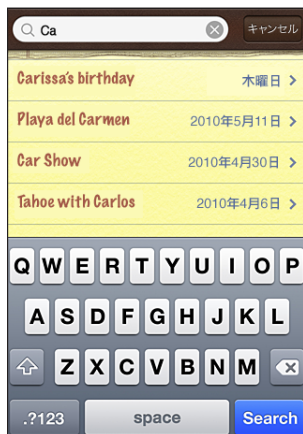 Ca
キャンセル
Carissa's birthday 木曜日
Playa del Carmen 2010年5月11日
Car Show 2010年4月30日
Tahoe with Carlos 2010年4月6日
Q W E R T Y U I O P
A S D F G H J K L
Z X C V B N M
.?123 space Search